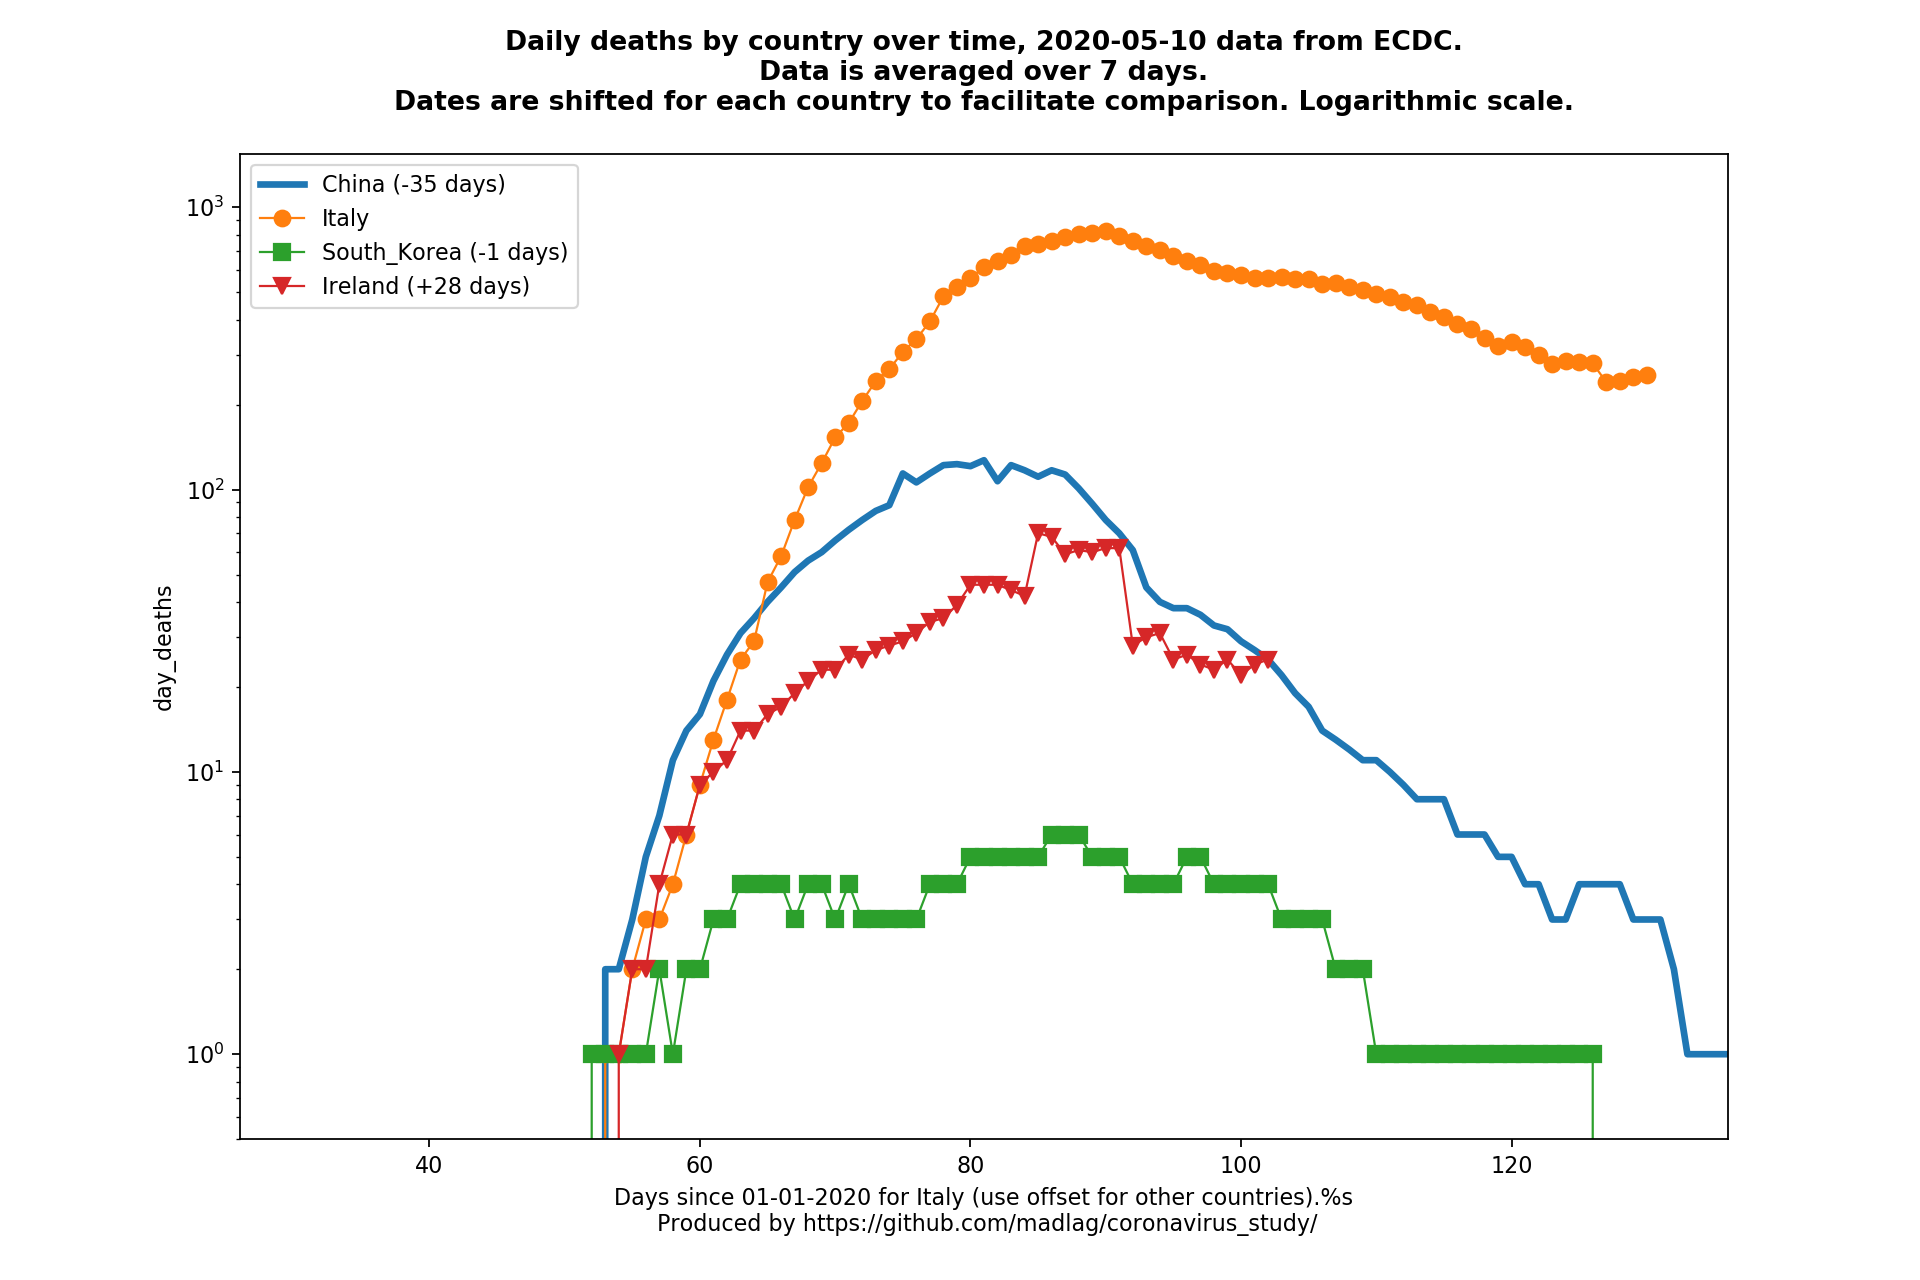 Daily deaths by country over time, 2020-05-10 data from ECDC.
Data is averaged over 7 days.
Dates are shifted for each country to facilitate comparison. Logarithmic scale.
China (-35 days)
Italy
South_Korea (-1 days)
Ireland (+28 days)
10³
10²
10¹
10⁰
day_deaths
40 60 80 100 120
Days since 01-01-2020 for Italy (use offset for other countries).%s
Produced by https://github.com/madlag/coronavirus_study/